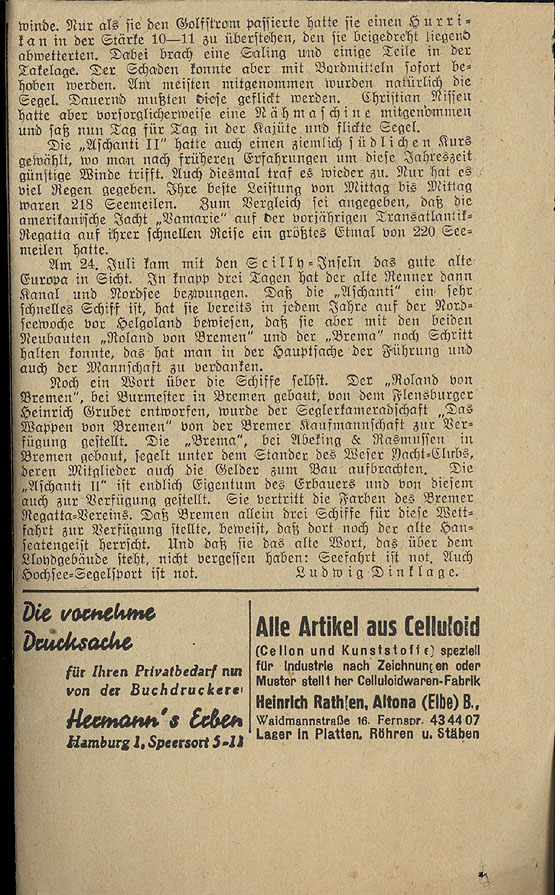 winde. Nur als sie den Golfstrom passierte hatte sie einen Hurri-
kan in der Stärke 10—11 zu überstehen, den sie beigedreht liegend
abwetterten. Dabei brach eine Saling und einige Teile in der
Takelage. Der Schaden konnte aber mit Bordmitteln sofort be-
hoben werden. Am meisten mitgenommen wurden natürlich die
Segel. Dauernd mußten diese geflickt werden. Christian Nissen
hatte aber vorsorglicherweise eine Nähmaschine mitgenommen
und saß nun Tag für Tag in der Kajüte und flickte Segel.
Die „Aschanti II“ hatte auch einen ziemlich südlichen Kurs
gewählt, wo man nach früheren Erfahrungen um diese Jahreszeit
günstige Winde trifft. Auch diesmal traf es wieder zu. Nur hat es
viel Regen gegeben. Ihre beste Leistung von Mittag bis Mittag
waren 218 Seemeilen. Zum Vergleich sei angegeben, daß die
amerikanische Jacht „Vamarie“ auf der vorjährigen Transatlantik-
Regatta auf ihrer schnellen Reise ein größtes Etmal von 220 See-
meilen hatte.
Am 24. Juli kam mit den Scilly-Inseln das gute alte
Europa in Sicht. In knapp drei Tagen hat der alte Renner dann
Kanal und Nordsee bezwungen. Daß die „Aschanti“ ein sehr
schnelles Schiff ist, hat sie bereits in jedem Jahre auf der Nord-
seewoche vor Helgoland bewiesen, daß sie aber mit den beiden
Neubauten „Roland von Bremen“ und der „Brema“ noch Schritt
halten konnte, das hat man in der Hauptsache der Führung und
auch der Mannschaft zu verdanken.
Noch ein Wort über die Schiffe selbst. Der „Roland von
Bremen“, bei Burmester in Bremen gebaut, von dem Flensburger
Heinrich Gruber entworfen, wurde der Seglerkameradschaft „Das
Wappen von Bremen“ von der Bremer Kaufmannschaft zur Ver-
fügung gestellt. Die „Brema“, bei Abeking & Rasmussen in
Bremen gebaut, segelt unter dem Stander des Weser Yacht-Clubs,
deren Mitglieder auch die Gelder zum Bau aufbrachten. Die
„Aschanti II“ ist endlich Eigentum des Erbauers und von diesem
auch zur Verfügung gestellt. Sie vertritt die Farben des Bremer
Regatta-Vereins. Daß Bremen allein drei Schiffe für diese Wett-
fahrt zur Verfügung stellte, beweist, daß dort noch der alte Han-
seatengeist herrscht. Und daß sie das alte Wort, das über dem
Lloydgebäude steht, nicht vergessen haben: Seefahrt ist not. Auch
Hochsee-Segelsport ist not. Ludwig Dinklage.
Die vornehme
Drucksache
für Ihren Privatbedarf nur
von der Buchdruckerei
Hermann's Erben
Hamburg 1, Speersort 5-11
Alle Artikel aus Celluloid
(Cellon und Kunststoffe) speziell
für Industrie nach Zeichnungen oder
Muster stellt her Celluloidwaren-Fabrik
Heinrich Rathjen, Altona (Elbe) B.,
Waidmannstraße 16. Fernspr. 43 44 07
Lager in Platten, Röhren u. Stäben